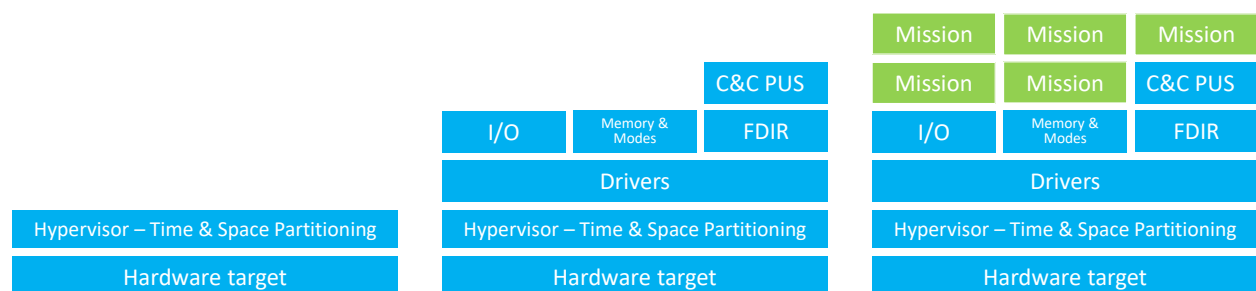 Hypervisor – Time & Space Partitioning
Hardware target
C&C PUS
I/O
Memory &
Modes
FDIR
Drivers
Hypervisor – Time & Space Partitioning
Hardware target
Mission
Mission
Mission
Mission
Mission
C&C PUS
I/O
Memory &
Modes
FDIR
Drivers
Hypervisor – Time & Space Partitioning
Hardware target